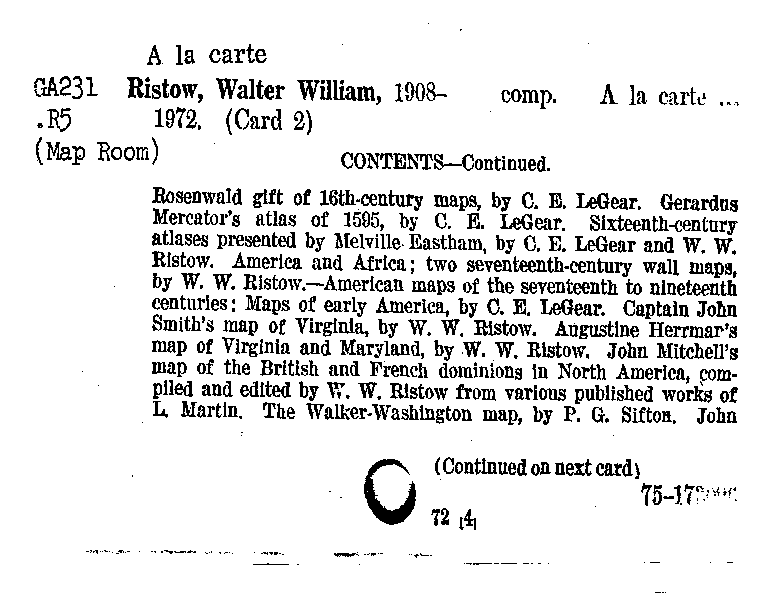 A la carte
GA231 Ristow, Walter William, 1908– comp. A la carte ...
.R5 1972. (Card 2)
(Map Room)
CONTENTS—Continued.
Rosenwald gift of 16th-century maps, by C. E. LeGear. Gerardus
Mercator's atlas of 1595, by C. E. LeGear. Sixteenth-century
atlases presented by Melville Eastham, by C. E. LeGear and W. W.
Ristow. America and Africa; two seventeenth-century wall maps,
by W. W. Ristow.—American maps of the seventeenth to nineteenth
centuries: Maps of early America, by C. E. LeGear. Captain John
Smith's map of Virginia, by W. W. Ristow. Augustine Herrmar's
map of Virginia and Maryland, by W. W. Ristow. John Mitchell's
map of the British and French dominions in North America, com-
piled and edited by W. W. Ristow from various published works of
L. Martin. The Walker-Washington map, by P. G. Sifton. John
(Continued on next card)
72 [4]